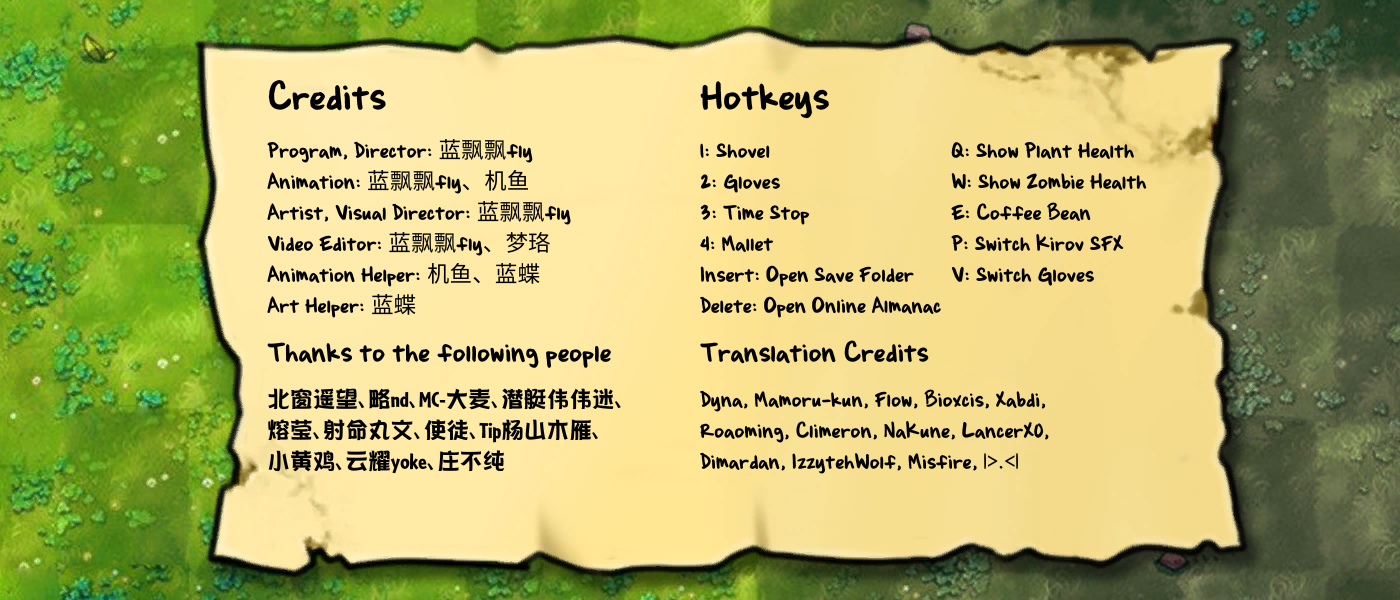 Credits
Program, Director: 蓝飘飘fly
Animation: 蓝飘飘fly、机鱼
Artist, Visual Director: 蓝飘飘fly
Video Editor: 蓝飘飘fly、梦珞
Animation Helper: 机鱼、蓝蝶
Art Helper: 蓝蝶
Thanks to the following people
北窗遥望、略nd、MC-大麦、潜艇伟伟迷、
熔莹、射命丸文、使徒、Tip杨山木雁、
小黄鸡、云耀yoke、庄不纯
Hotkeys
1: Shovel
2: Gloves
3: Time Stop
4: Mallet
Insert: Open Save Folder
Delete: Open Online Almanac
Q: Show Plant Health
W: Show Zombie Health
E: Coffee Bean
P: Switch Kirov SFX
V: Switch Gloves
Translation Credits
Dyna, Mamoru-kun, Flow, Bioxcis, Xabdi,
Roaoming, Climeron, NaKune, LancerXO,
Dimardan, IzzytehWolf, Misfire, |>.<|